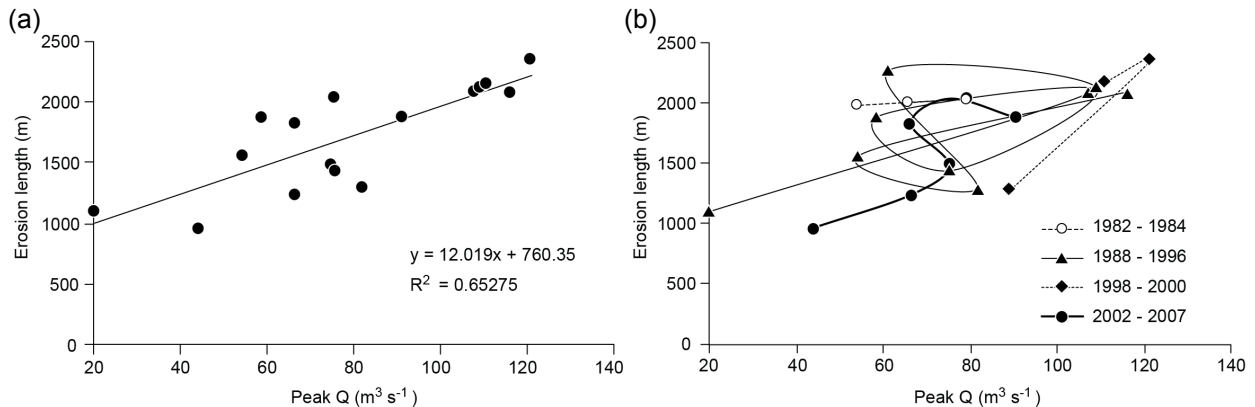 (a)
2500
2000
1500
1000
500
0
Erosion length (m)
y = 12.019x + 760.35
R² = 0.65275
20 40 60 80 100 120 140
Peak Q (m³ s⁻¹)
(b)
2500
2000
1500
1000
500
0
Erosion length (m)
1982 - 1984
1988 - 1996
1998 - 2000
2002 - 2007
20 40 60 80 100 120 140
Peak Q (m³ s⁻¹)